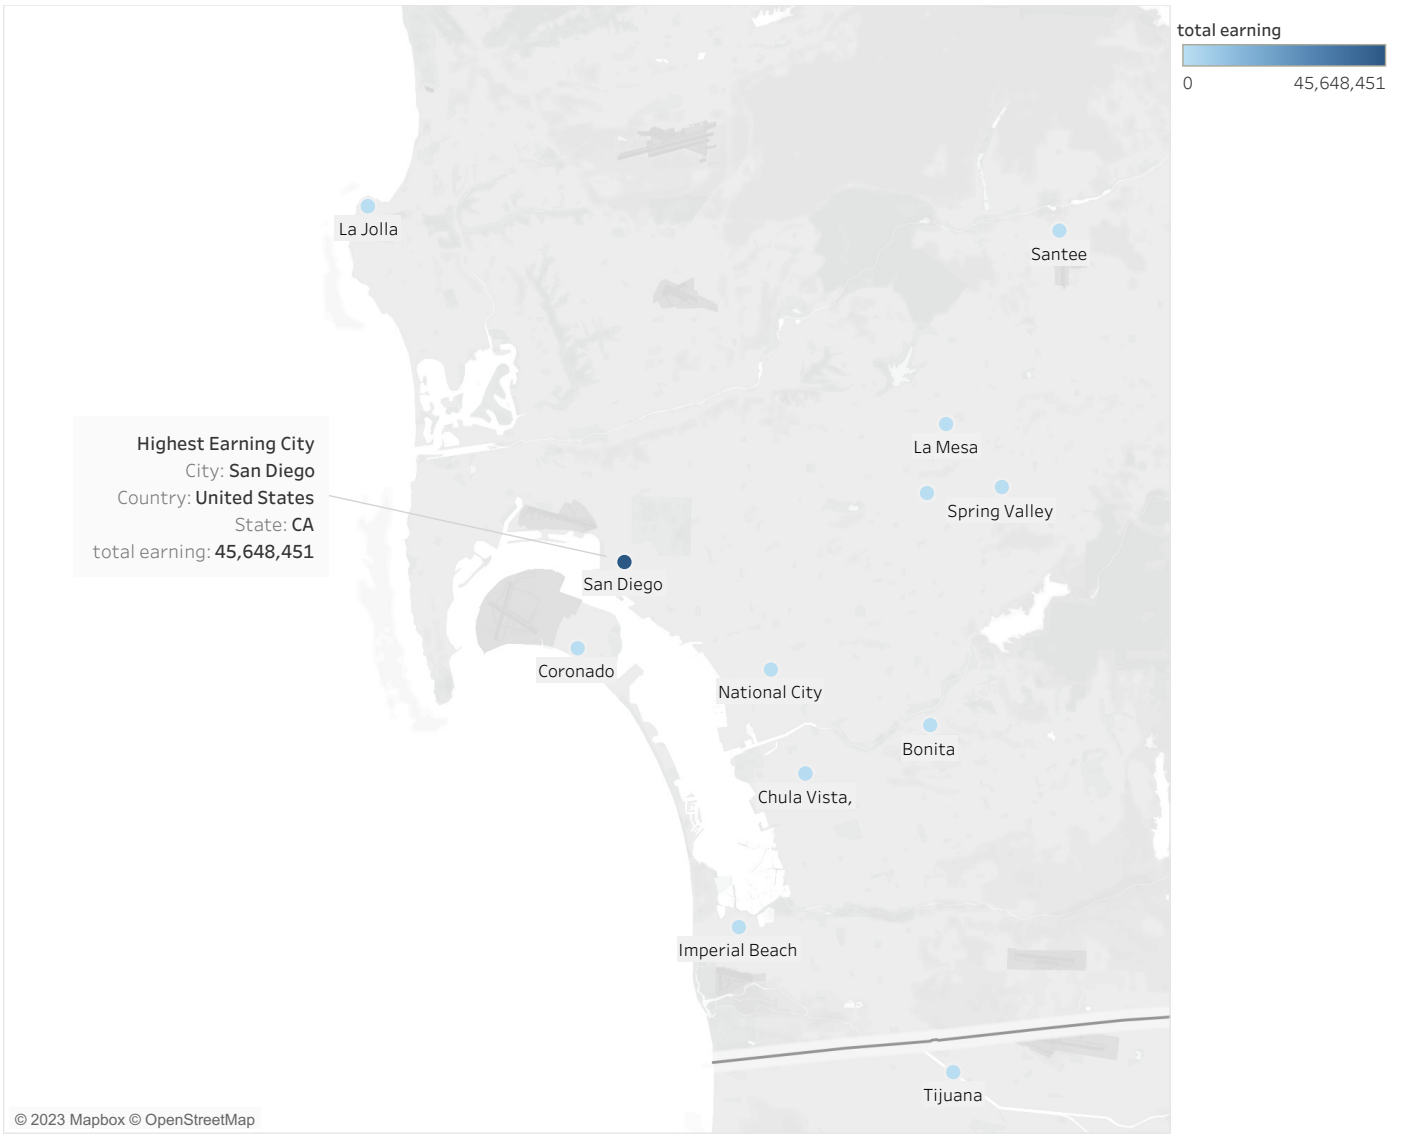 total earning
0 45,648,451
La Jolla
Santee
Highest Earning City
City: San Diego
Country: United States
State: CA
total earning: 45,648,451
La Mesa
Spring Valley
San Diego
Coronado
National City
Bonita
Chula Vista,
Imperial Beach
Tijuana
© 2023 Mapbox © OpenStreetMap